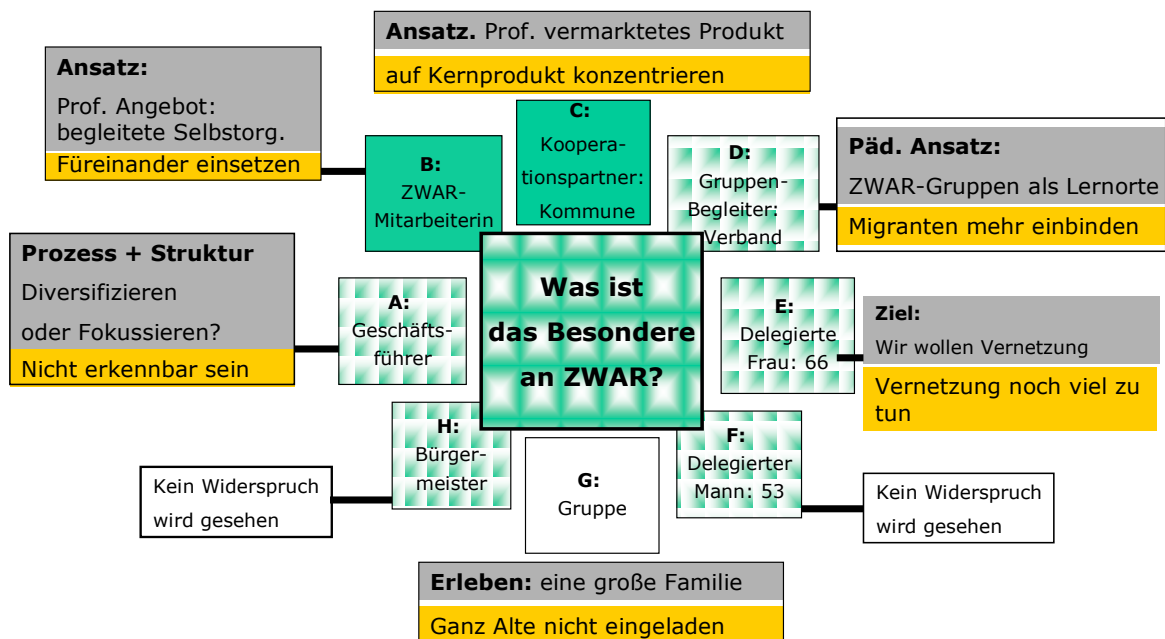 Ansatz. Prof. vermarktetes Produkt
auf Kernprodukt konzentrieren
Ansatz:
Prof. Angebot:
begleitete Selbstorg.
Füreinander einsetzen
B:
ZWAR-
Mitarbeiterin
C:
Koopera-
tionspartner:
Kommune
D:
Gruppen-
Begleiter:
Verband
Päd. Ansatz:
ZWAR-Gruppen als Lernorte
Migranten mehr einbinden
Prozess + Struktur
Diversifizieren
oder Fokussieren?
Nicht erkennbar sein
A:
Geschäfts-
führer
Was ist
das Besondere
an ZWAR?
E:
Delegierte
Frau: 66
Ziel:
Wir wollen Vernetzung
Vernetzung noch viel zu
tun
Kein Widerspruch
wird gesehen
H:
Bürger-
meister
G:
Gruppe
F:
Delegierter
Mann: 53
Kein Widerspruch
wird gesehen
Erleben: eine große Familie
Ganz Alte nicht eingeladen